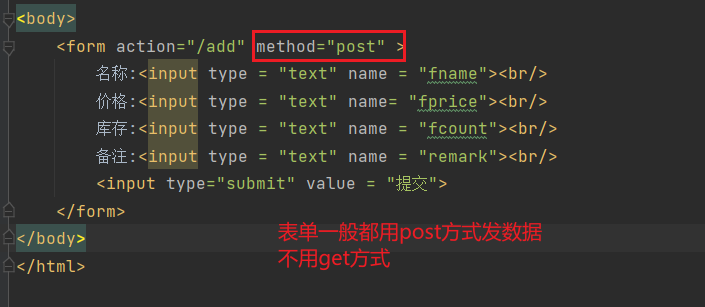 <body>
<form action="/add" method="post" >
名称:<input type = "text" name = "fname"><br/>
价格:<input type = "text" name= "fprice"><br/>
库存:<input type = "text" name = "fcount"><br/>
备注:<input type = "text" name = "remark"><br/>
<input type="submit" value = "提交">
</form>
</body>
</html>
表单一般都用post方式发数据
不用get方式